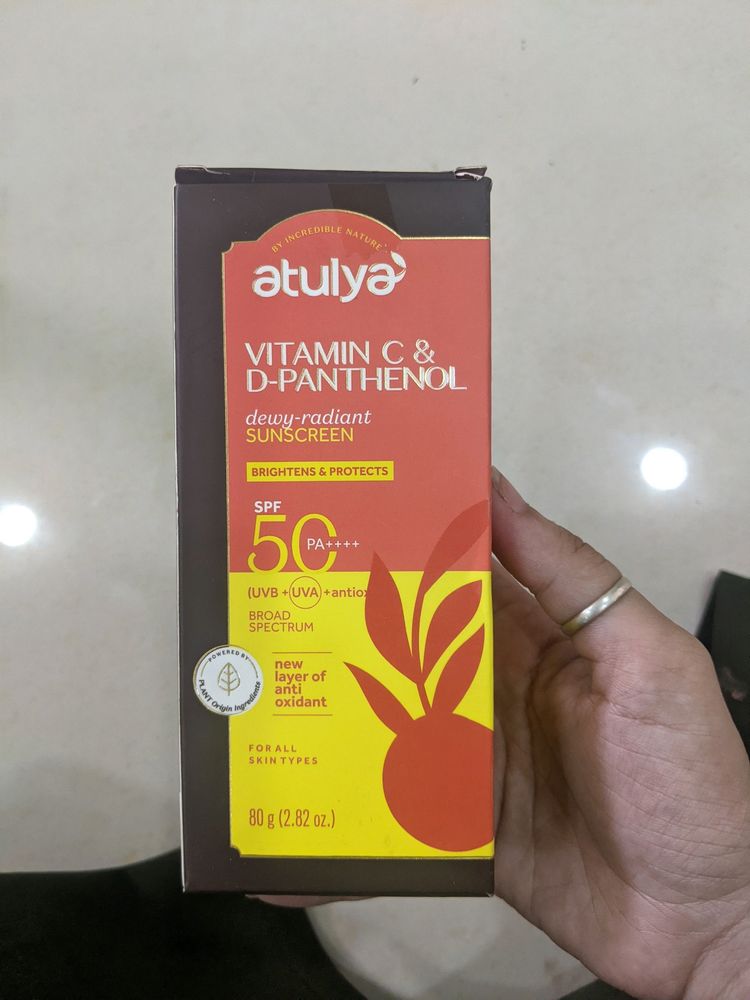 BY INCREDIBLE NATURE
atulya
VITAMIN C &
D-PANTHENOL
dewy-radiant
SUNSCREEN
BRIGHTENS & PROTECTS
SPF
50
PA++++
(UVB + UVA + antiox
BROAD
SPECTRUM
POWERED BY
PLANT Origin Ingredients
new
layer of
anti
oxidant
FOR ALL
SKIN TYPES
80 g (2.82 oz.)